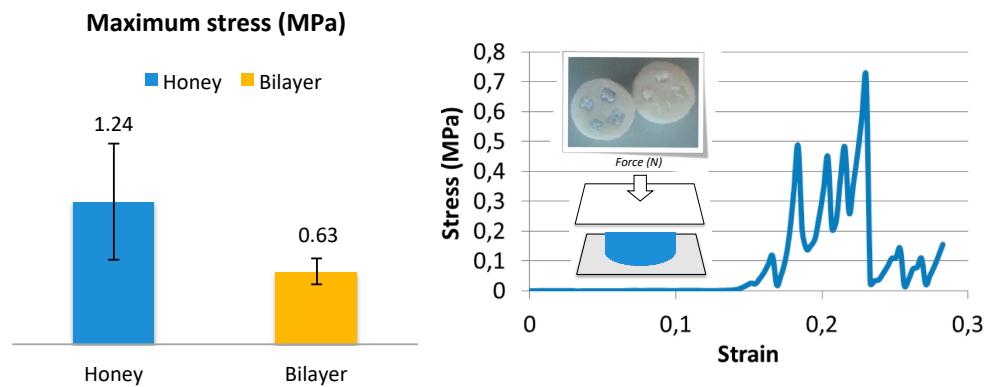 Maximum stress (MPa)
Honey Bilayer
1.24
0.63
Honey Bilayer
Stress (MPa)
0,8
0,7
0,6
0,5
0,4
0,3
0,2
0,1
0
Force (N)
0 0,1 0,2 0,3
Strain